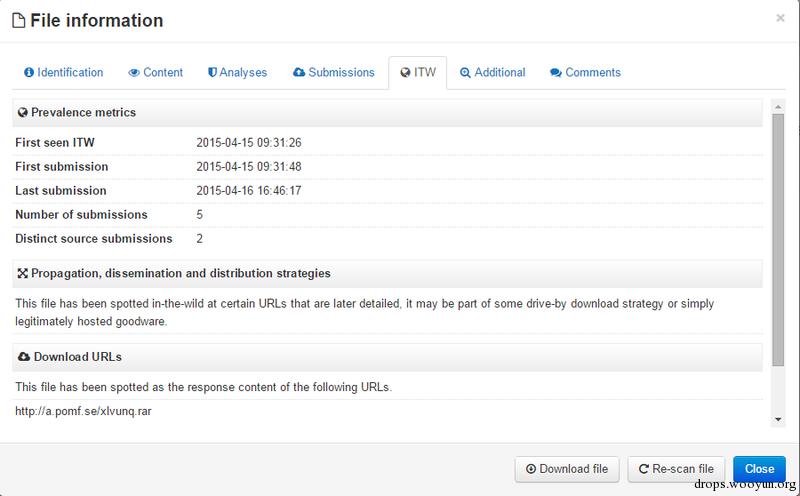 File information
×
Identification Content Analyses Submissions ITW Additional Comments
Prevalence metrics
First seen ITW 2015-04-15 09:31:26
First submission 2015-04-15 09:31:48
Last submission 2015-04-16 16:46:17
Number of submissions 5
Distinct source submissions 2
Propagation, dissemination and distribution strategies
This file has been spotted in-the-wild at certain URLs that are later detailed, it may be part of some drive-by download strategy or simply
legitimately hosted goodware.
Download URLs
This file has been spotted as the response content of the following URLs.
http://a.pomf.se/xlvunq.rar
Download file Re-scan file Close
drops.wooyun.org